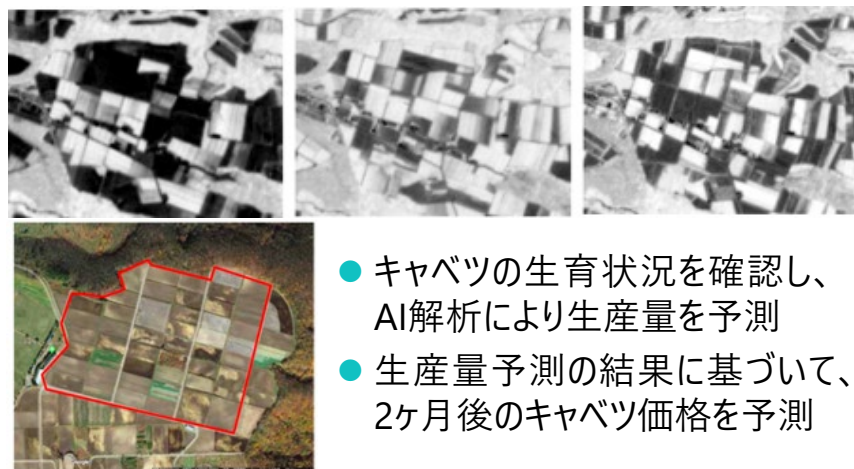 キャベツの生育状況を確認し、
AI解析により生産量を予測
生産量予測の結果に基づいて、
2ヶ月後のキャベツ価格を予測